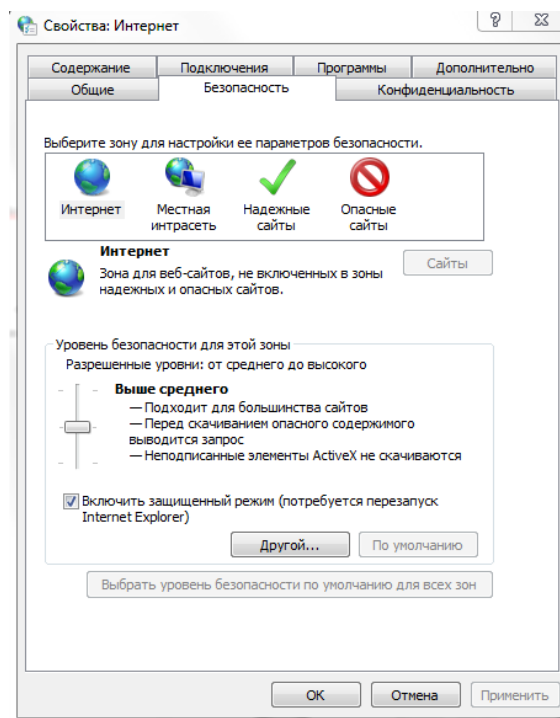 Свойства: Интернет
Содержание Подключения Программы Дополнительно
Общие Безопасность Конфиденциальность
Выберите зону для настройки ее параметров безопасности.
Интернет Местная Надежные Опасные
интрасеть сайты сайты
Интернет
Сайты
Зона для веб-сайтов, не включенных в зоны
надежных и опасных сайтов.
Уровень безопасности для этой зоны
Разрешенные уровни: от среднего до высокого
Выше среднего
— Подходит для большинства сайтов
— Перед скачиванием опасного содержимого
выводится запрос
— Неподписанные элементы ActiveX не скачиваются
Включить защищенный режим (потребуется перезапуск
Internet Explorer)
Другой... По умолчанию
Выбрать уровень безопасности по умолчанию для всех зон
ОК Отмена Применить